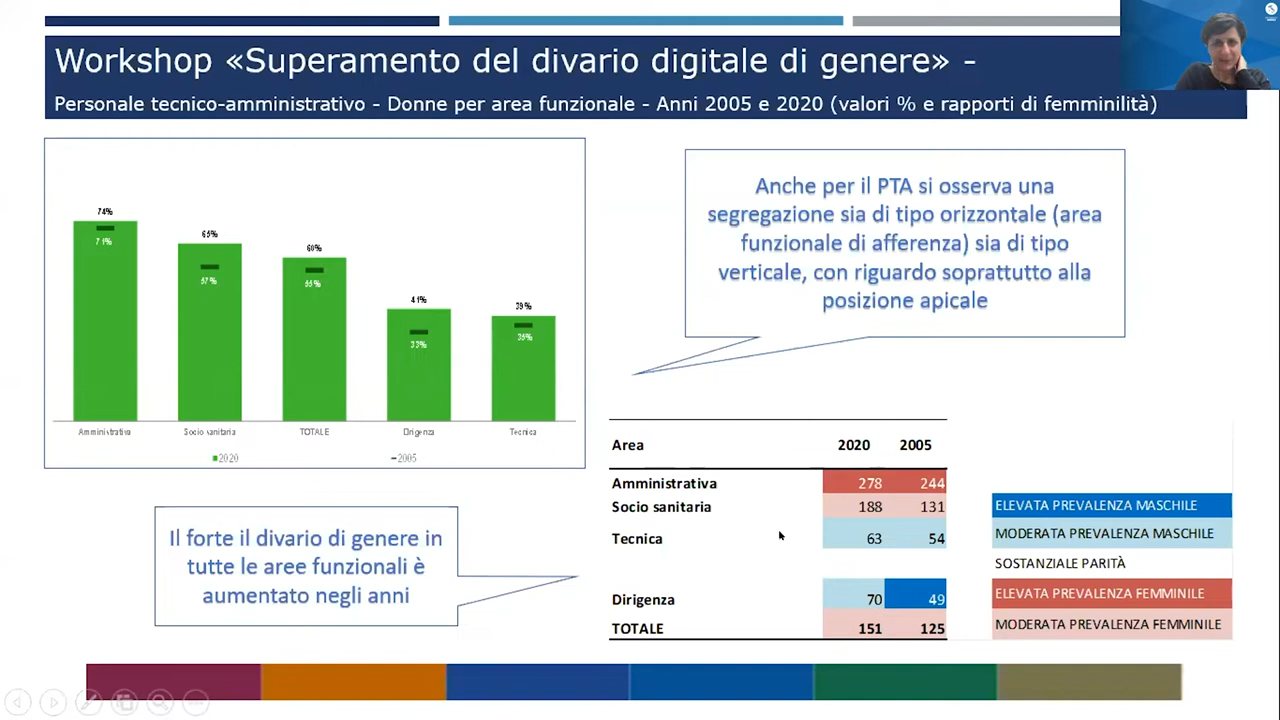 Workshop «Superamento del divario digitale di genere» -
Personale tecnico-amministrativo - Donne per area funzionale - Anni 2005 e 2020 (valori % e rapporti di femminilità)
74%
71%
65%
57%
60%
55%
41%
33%
39%
35%
Amministrativa
Socio sanitaria
TOTALE
Dirigenza
Tecnica
2020
2005
Anche per il PTA si osserva una
segregazione sia di tipo orizzontale (area
funzionale di afferenza) sia di tipo
verticale, con riguardo soprattutto alla
posizione apicale
Il forte il divario di genere in
tutte le aree funzionali è
aumentato negli anni
Area 2020 2005
Amministrativa 278 244
Socio sanitaria 188 131
Tecnica 63 54
Dirigenza 70 49
TOTALE 151 125
ELEVATA PREVALENZA MASCHILE
MODERATA PREVALENZA MASCHILE
SOSTANZIALE PARITÀ
ELEVATA PREVALENZA FEMMINILE
MODERATA PREVALENZA FEMMINILE